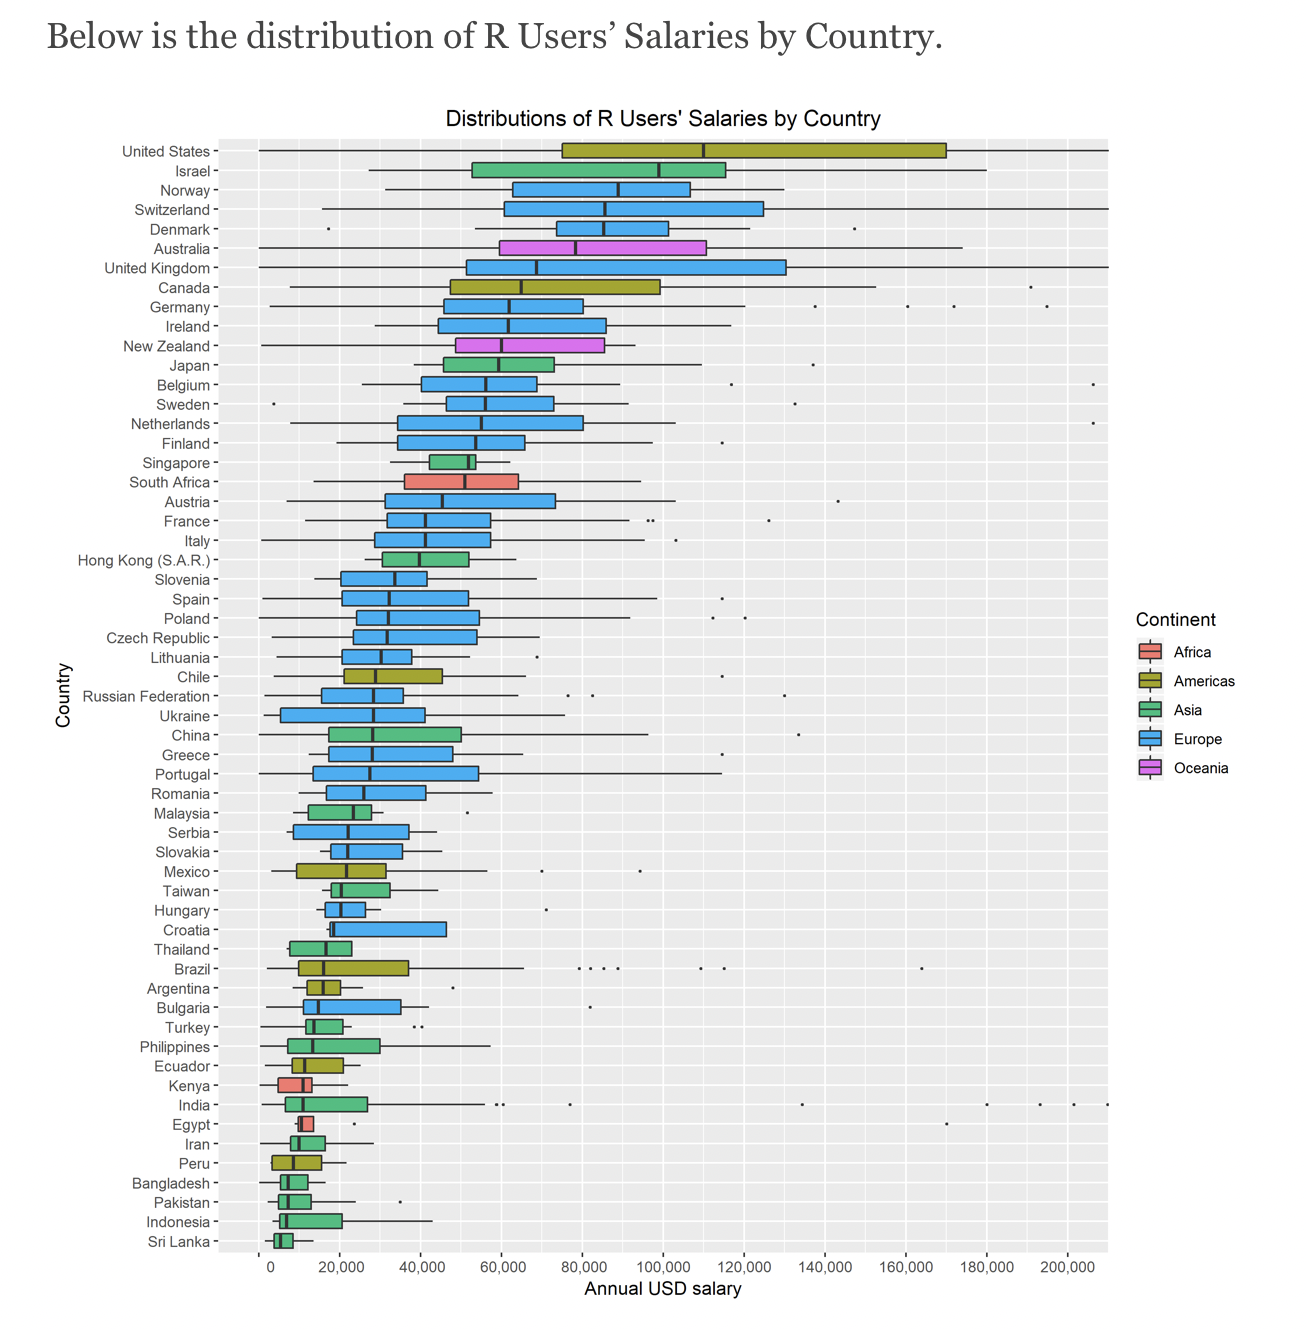 Below is the distribution of R Users’ Salaries by Country.
Distributions of R Users' Salaries by Country
United States
Israel
Norway
Switzerland
Denmark
Australia
United Kingdom
Canada
Germany
Ireland
New Zealand
Japan
Belgium
Sweden
Netherlands
Finland
Singapore
South Africa
Austria
France
Italy
Hong Kong (S.A.R.)
Slovenia
Spain
Poland
Czech Republic
Lithuania
Chile
Russian Federation
Ukraine
China
Greece
Portugal
Romania
Malaysia
Serbia
Slovakia
Mexico
Taiwan
Hungary
Croatia
Thailand
Brazil
Argentina
Bulgaria
Turkey
Philippines
Ecuador
Kenya
India
Egypt
Iran
Peru
Bangladesh
Pakistan
Indonesia
Sri Lanka
Country
0 20,000 40,000 60,000 80,000 100,000 120,000 140,000 160,000 180,000 200,000
Annual USD salary
Continent
Africa
Americas
Asia
Europe
Oceania